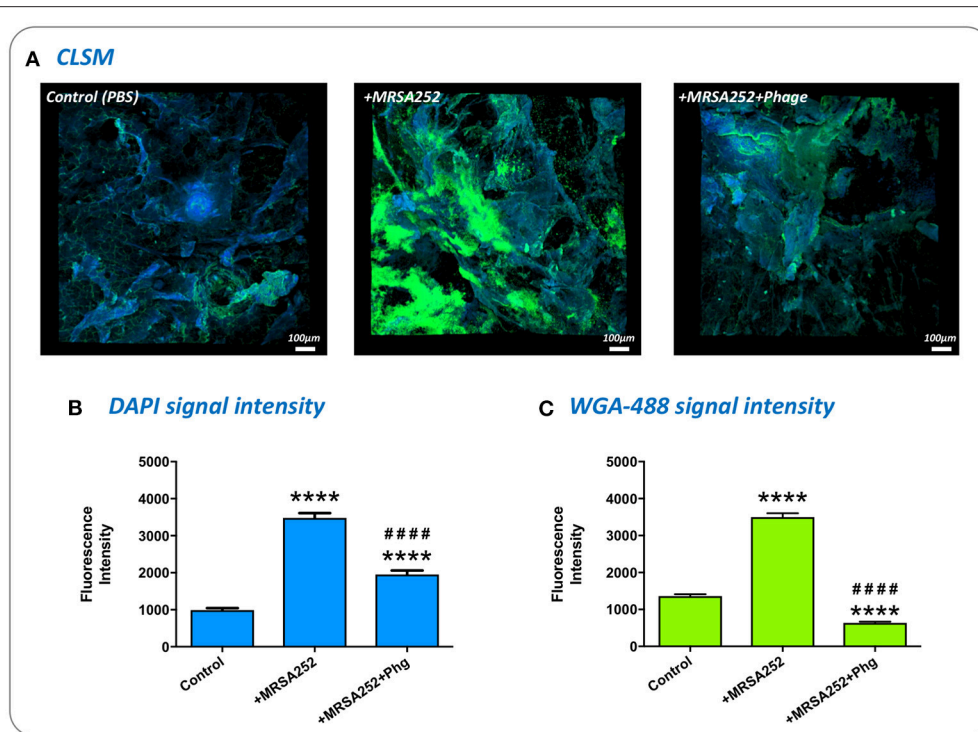 A CLSM
Control (PBS)
+MRSA252
+MRSA252+Phage
100µm
100µm
100µm
B DAPI signal intensity
C WGA-488 signal intensity
Fluorescence
Intensity
5000
4000
3000
2000
1000
0
****
####
****
Control
+MRSA252
+MRSA252+Phg
Fluorescence
Intensity
5000
4000
3000
2000
1000
0
****
####
****
Control
+MRSA252
+MRSA252+Phg